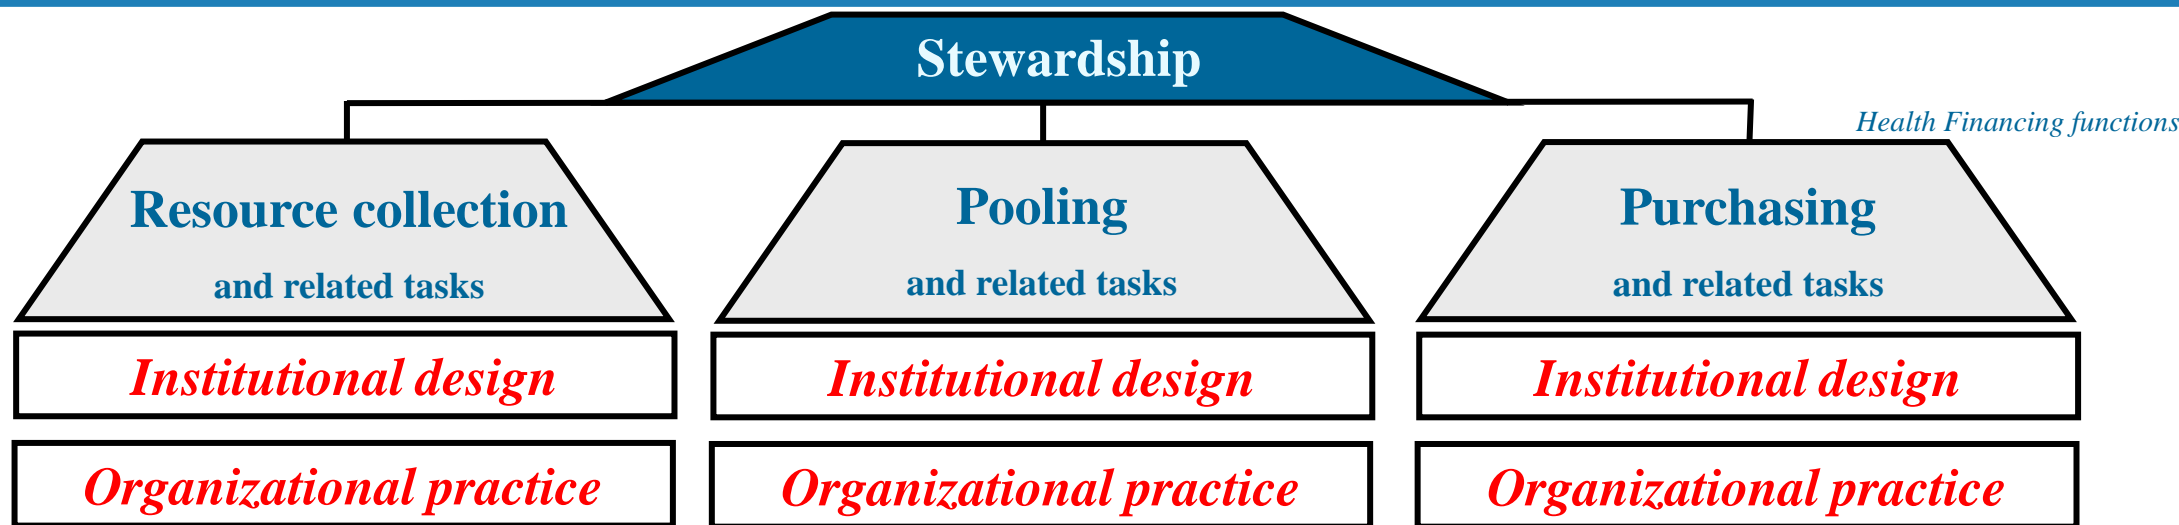 Stewardship
Health Financing functions
Resource collection
and related tasks
Pooling
and related tasks
Purchasing
and related tasks
Institutional design
Institutional design
Institutional design
Organizational practice
Organizational practice
Organizational practice